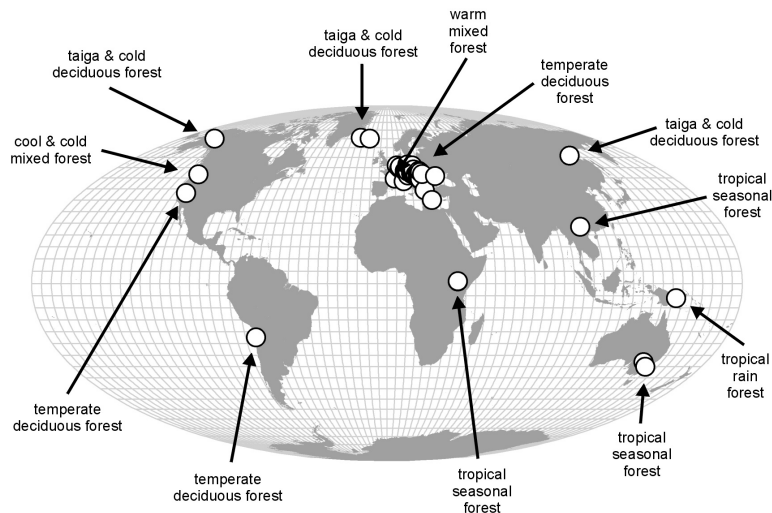 taiga & cold
deciduous forest
taiga & cold
deciduous forest
warm
mixed
forest
temperate
deciduous
forest
cool & cold
mixed forest
taiga & cold
deciduous forest
tropical
seasonal
forest
tropical
rain
forest
temperate
deciduous forest
temperate
deciduous forest
tropical
seasonal
forest
tropical
seasonal
forest